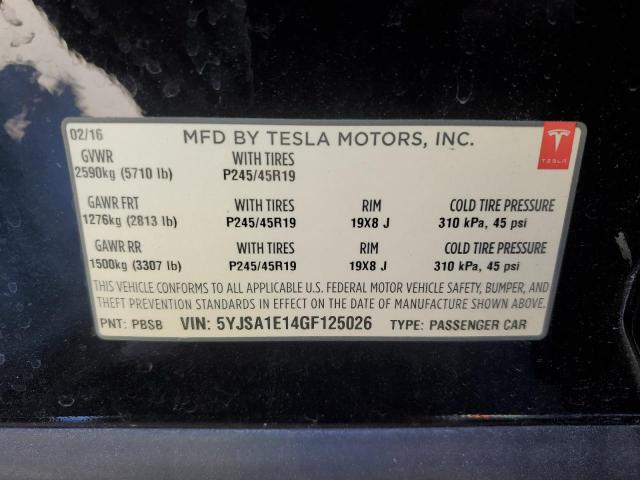 02/16 MFD BY TESLA MOTORS, INC.
GVWR WITH TIRES
2590kg (5710 lb) P245/45R19
TESLA
GAWR FRT WITH TIRES RIM COLD TIRE PRESSURE
1276kg (2813 lb) P245/45R19 19X8 J 310 kPa, 45 psi
GAWR RR WITH TIRES RIM COLD TIRE PRESSURE
1500kg (3307 lb) P245/45R19 19X8 J 310 kPa, 45 psi
THIS VEHICLE CONFORMS TO ALL APPLICABLE U.S. FEDERAL MOTOR VEHICLE SAFETY, BUMPER, AND
THEFT PREVENTION STANDARDS IN EFFECT ON THE DATE OF MANUFACTURE SHOWN ABOVE.
PNT: PBSB VIN: 5YJSA1E14GF125026 TYPE: PASSENGER CAR